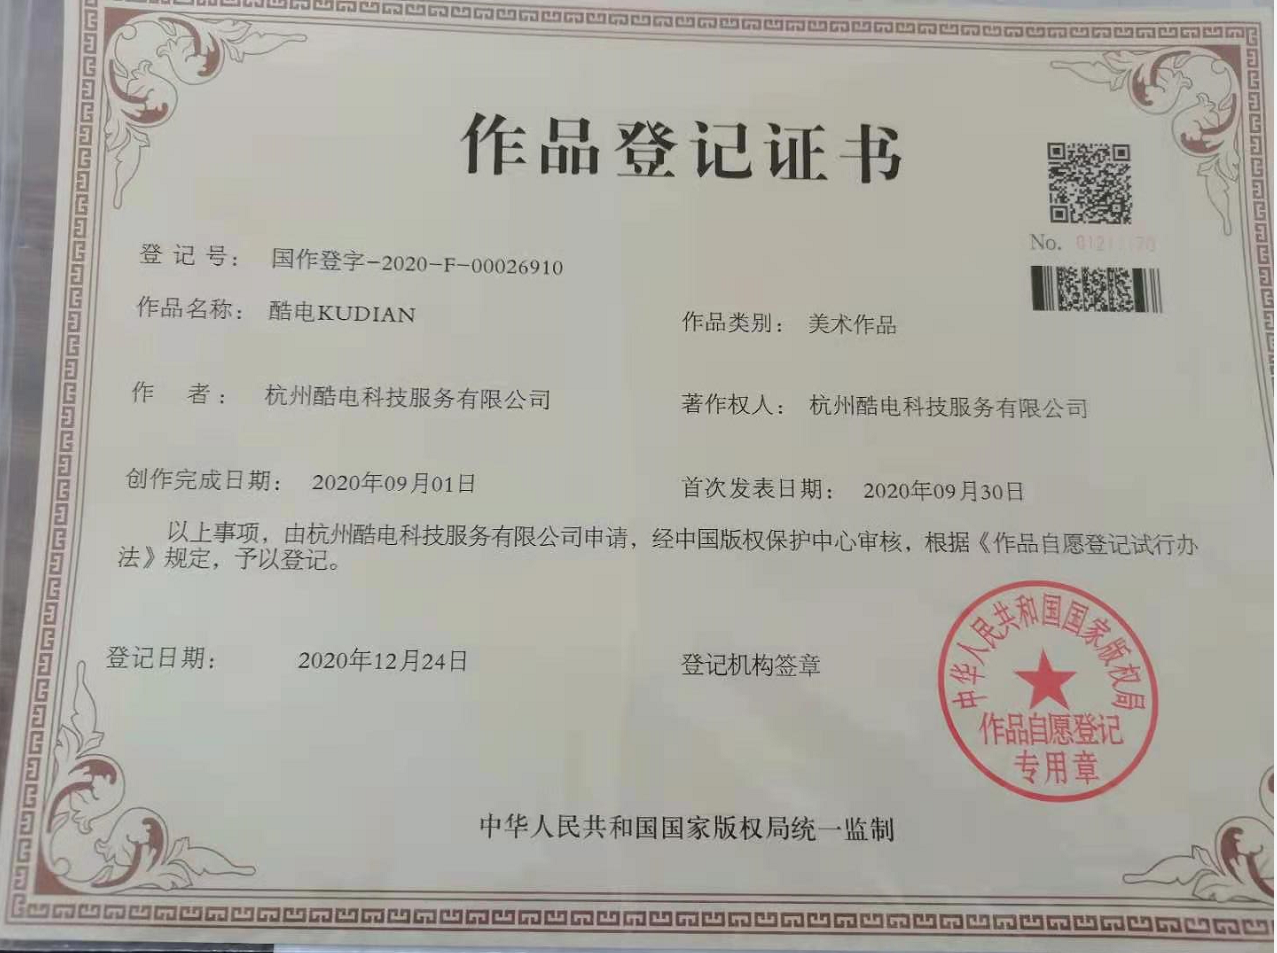 作品登记证书
No.
登 记 号： 国作登字-2020-F-00026910
作品名称： 酷电KUDIAN
作品类别： 美术作品
作 者： 杭州酷电科技服务有限公司
著作权人： 杭州酷电科技服务有限公司
创作完成日期： 2020年09月01日
首次发表日期： 2020年09月30日
以上事项，由杭州酷电科技服务有限公司申请，经中国版权保护中心审核，根据《作品自愿登记试行办
法》规定，予以登记。
登记日期： 2020年12月24日
登记机构签章
中华人民共和国国家版权局
作品自愿登记
专用章
中华人民共和国国家版权局统一监制